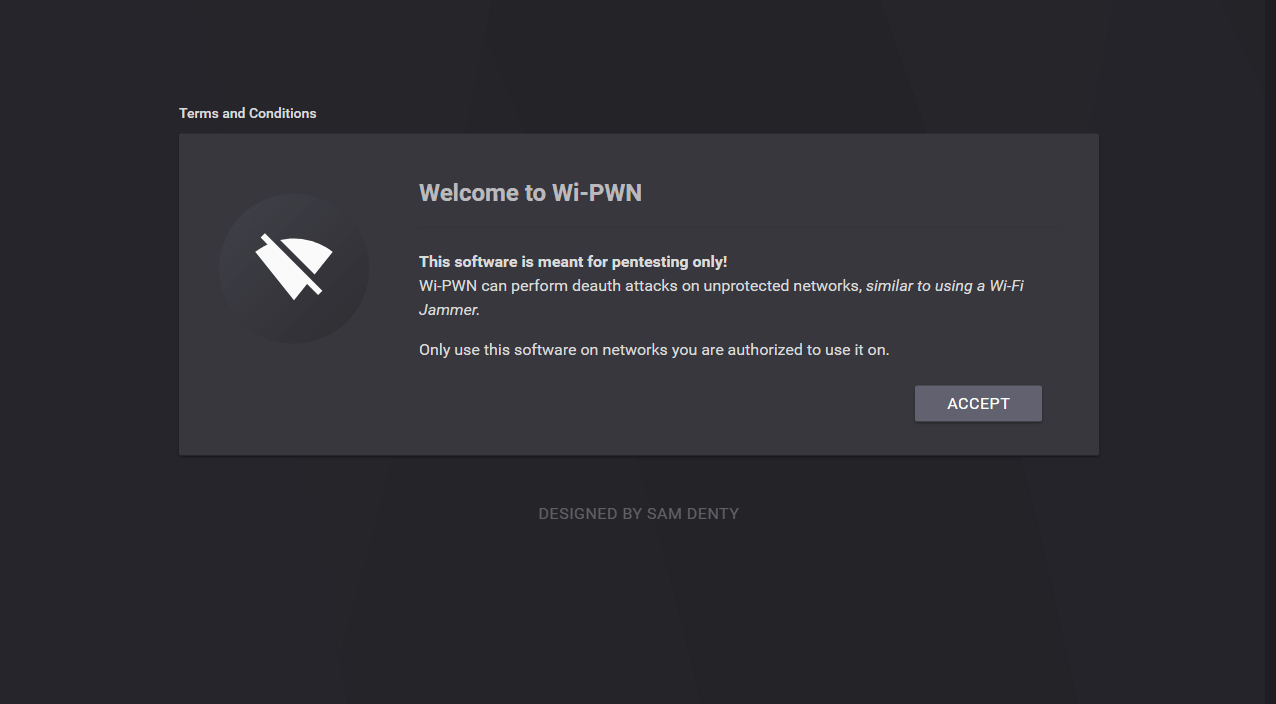 Terms and Conditions
Welcome to Wi-PWN
This software is meant for pentesting only!
Wi-PWN can perform deauth attacks on unprotected networks, similar to using a Wi-Fi
Jammer.
Only use this software on networks you are authorized to use it on.
ACCEPT
DESIGNED BY SAM DENTY